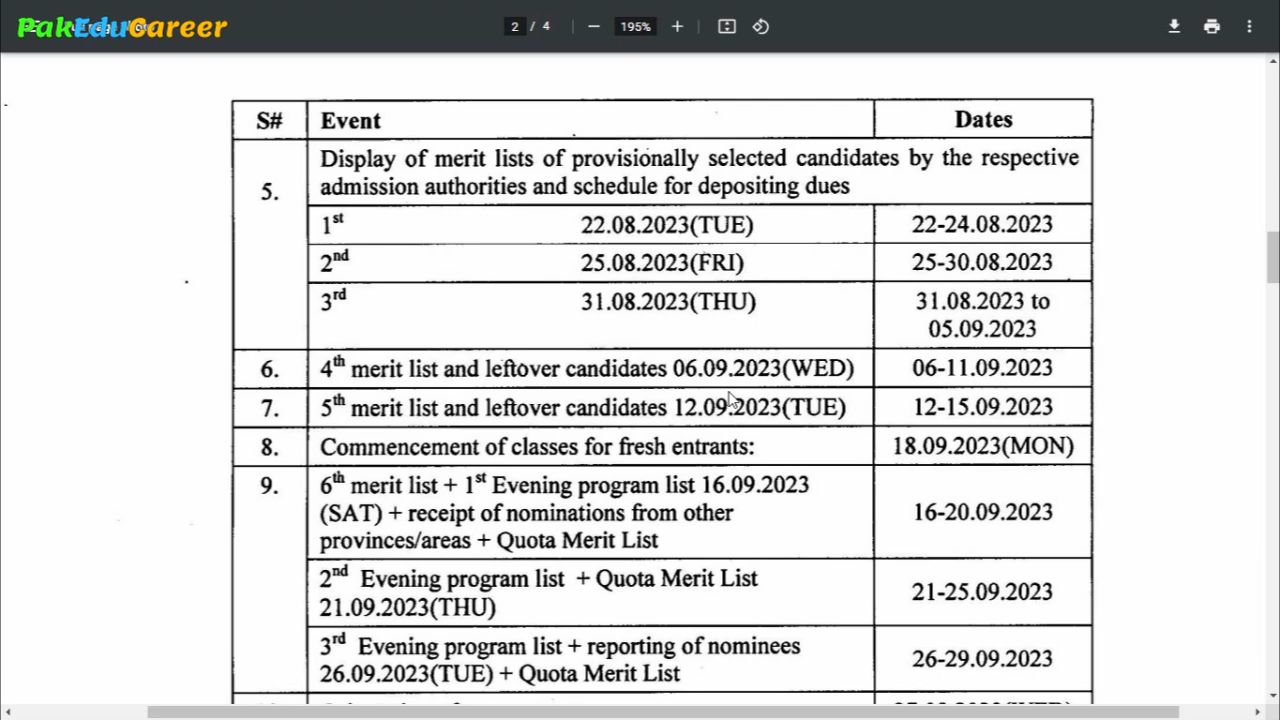 PakEduCareer
2 / 4
195%
S# Event Dates
Display of merit lists of provisionally selected candidates by the respective
admission authorities and schedule for depositing dues
5.
1st 22.08.2023(TUE) 22-24.08.2023
2nd 25.08.2023(FRI) 25-30.08.2023
3rd 31.08.2023(THU) 31.08.2023 to
05.09.2023
6. 4th merit list and leftover candidates 06.09.2023(WED) 06-11.09.2023
7. 5th merit list and leftover candidates 12.09.2023(TUE) 12-15.09.2023
8. Commencement of classes for fresh entrants: 18.09.2023(MON)
9. 6th merit list + 1st Evening program list 16.09.2023
(SAT) + receipt of nominations from other 16-20.09.2023
provinces/areas + Quota Merit List
2nd Evening program list + Quota Merit List
21.09.2023(THU) 21-25.09.2023
3rd Evening program list + reporting of nominees
26.09.2023(TUE) + Quota Merit List 26-29.09.2023